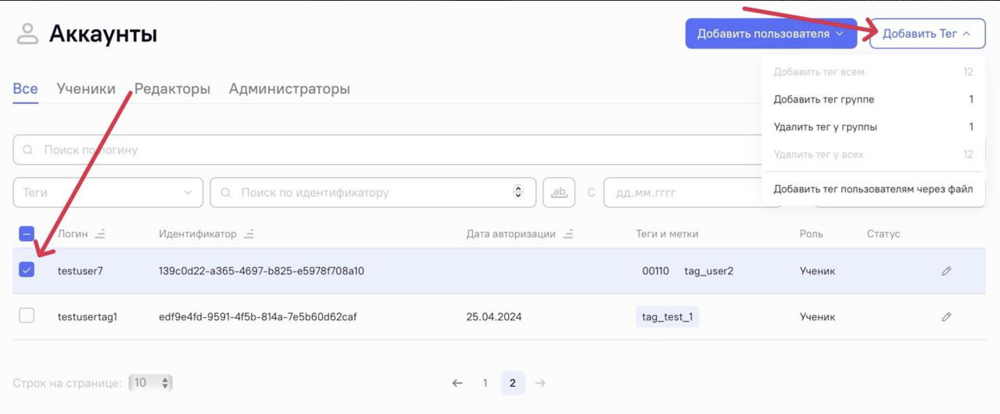 Аккаунты
Добавить пользователя
Добавить Тег
Добавить тег всем 12
Добавить тег группе 1
Удалить тег у группы 1
Удалить тег у всех 12
Добавить тег пользователям через файл
Все Ученики Редакторы Администраторы
Поиск по логину
Теги Поиск по идентификатору ab С дд.мм.гггг
Логин Идентификатор Дата авторизации Теги и метки Роль Статус
testuser7 139c0d22-a365-4697-b825-e5978f708a10 00110 tag_user2 Ученик
testusertag1 edf9e4fd-9591-4f5b-814a-7e5b60d62caf 25.04.2024 tag_test_1 Ученик
Строк на странице: 10 1 2